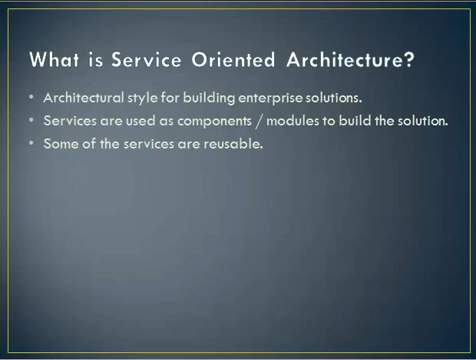 What is Service Oriented Architecture?
• Architectural style for building enterprise solutions.
• Services are used as components / modules to build the solution.
• Some of the services are reusable.